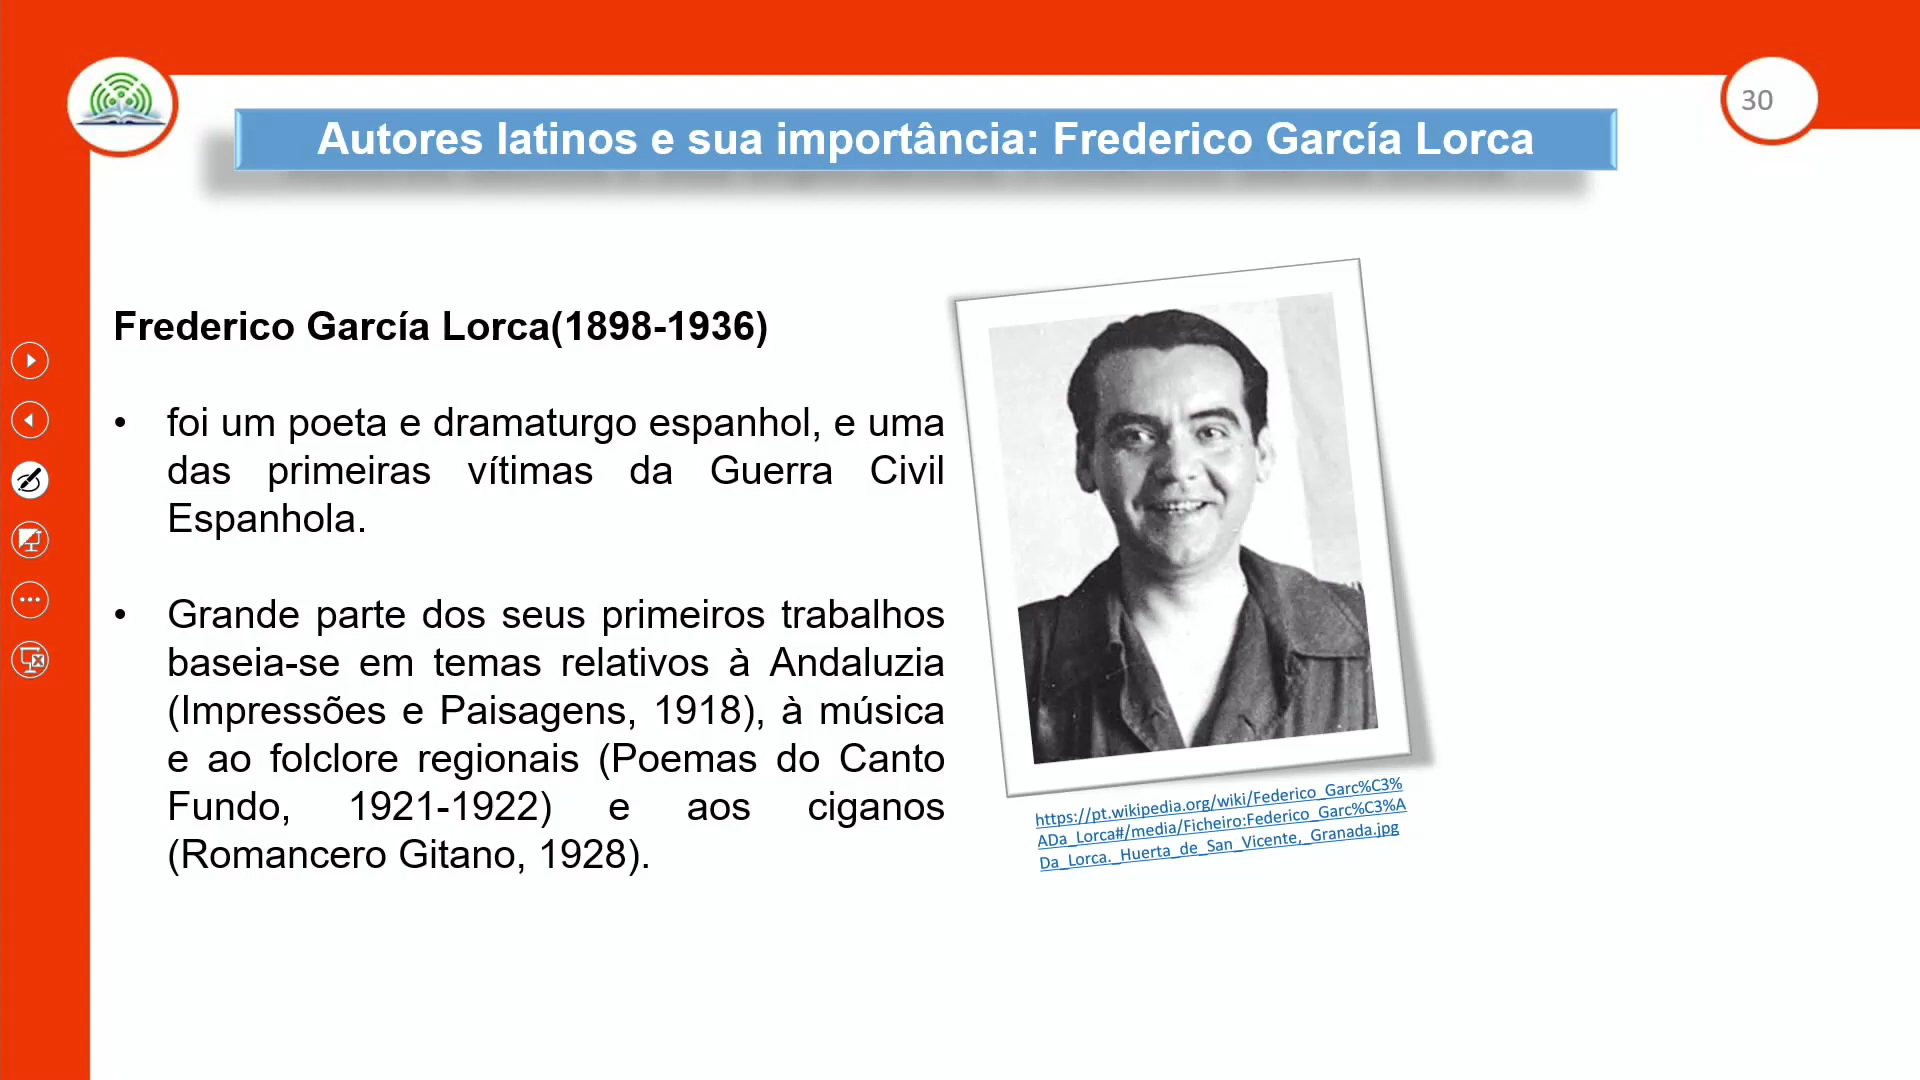 30
Autores latinos e sua importância: Frederico García Lorca
Frederico García Lorca(1898-1936)
• foi um poeta e dramaturgo espanhol, e uma
das primeiras vítimas da Guerra Civil
Espanhola.
• Grande parte dos seus primeiros trabalhos
baseia-se em temas relativos à Andaluzia
(Impressões e Paisagens, 1918), à música
e ao folclore regionais (Poemas do Canto
Fundo, 1921-1922) e aos ciganos
(Romancero Gitano, 1928).
https://pt.wikipedia.org/wiki/Federico_Garc%C3%
ADa_Lorca#/media/Ficheiro:Federico_Garc%C3%A
Da_Lorca._Huerta_de_San_Vicente,_Granada.jpg